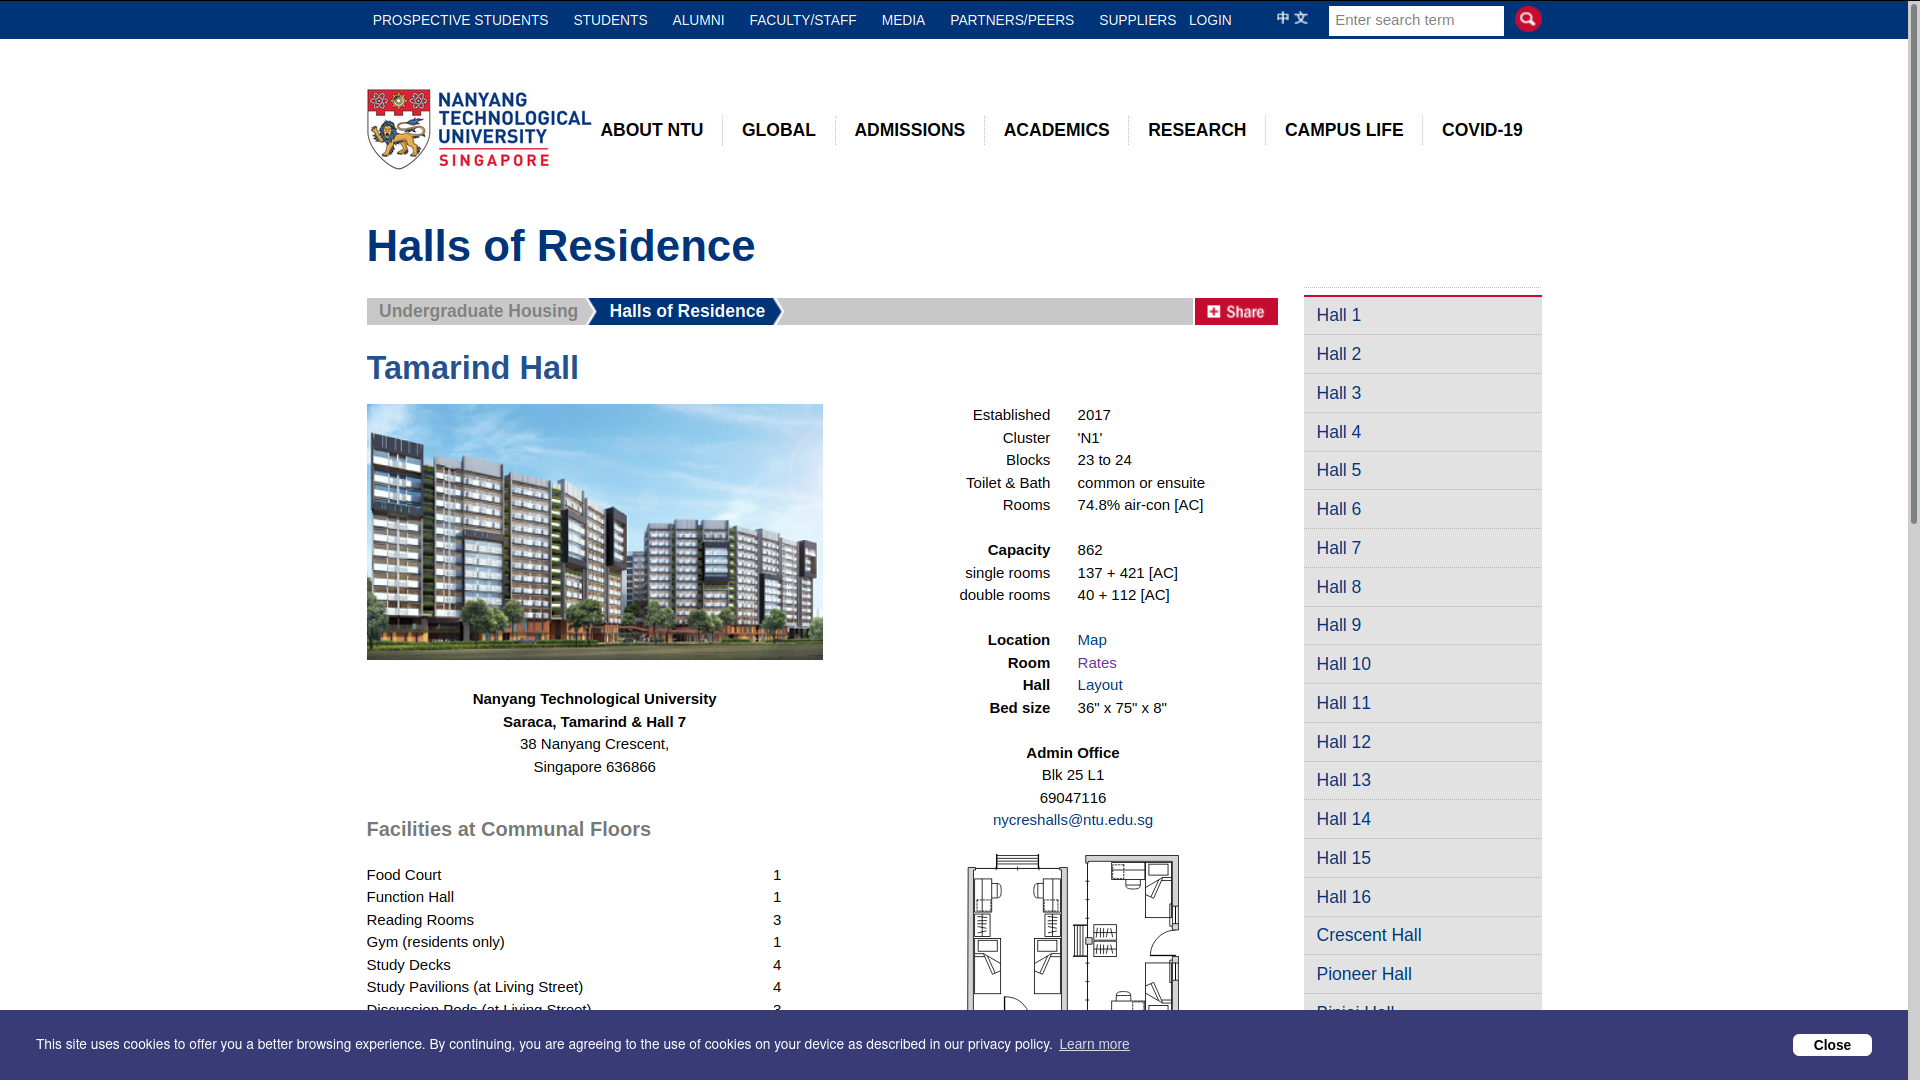 PROSPECTIVE STUDENTS STUDENTS ALUMNI FACULTY/STAFF MEDIA PARTNERS/PEERS SUPPLIERS LOGIN 中文 Enter search term
NANYANG
TECHNOLOGICAL
UNIVERSITY
SINGAPORE
ABOUT NTU GLOBAL ADMISSIONS ACADEMICS RESEARCH CAMPUS LIFE COVID-19
Halls of Residence
Undergraduate Housing Halls of Residence Share
Tamarind Hall
Established 2017
Cluster 'N1'
Blocks 23 to 24
Toilet & Bath common or ensuite
Rooms 74.8% air-con [AC]
Capacity 862
single rooms 137 + 421 [AC]
double rooms 40 + 112 [AC]
Location Map
Room Rates
Hall Layout
Bed size 36" x 75" x 8"
Admin Office
Blk 25 L1
69047116
nycreshalls@ntu.edu.sg
Nanyang Technological University
Saraca, Tamarind & Hall 7
38 Nanyang Crescent,
Singapore 636866
Facilities at Communal Floors
Food Court 1
Function Hall 1
Reading Rooms 3
Gym (residents only) 1
Study Decks 4
Study Pavilions (at Living Street) 4
Discussion Pods (at Living Street) 3
Hall 1
Hall 2
Hall 3
Hall 4
Hall 5
Hall 6
Hall 7
Hall 8
Hall 9
Hall 10
Hall 11
Hall 12
Hall 13
Hall 14
Hall 15
Hall 16
Crescent Hall
Pioneer Hall
Binjai Hall
This site uses cookies to offer you a better browsing experience. By continuing, you are agreeing to the use of cookies on your device as described in our privacy policy. Learn more
Close